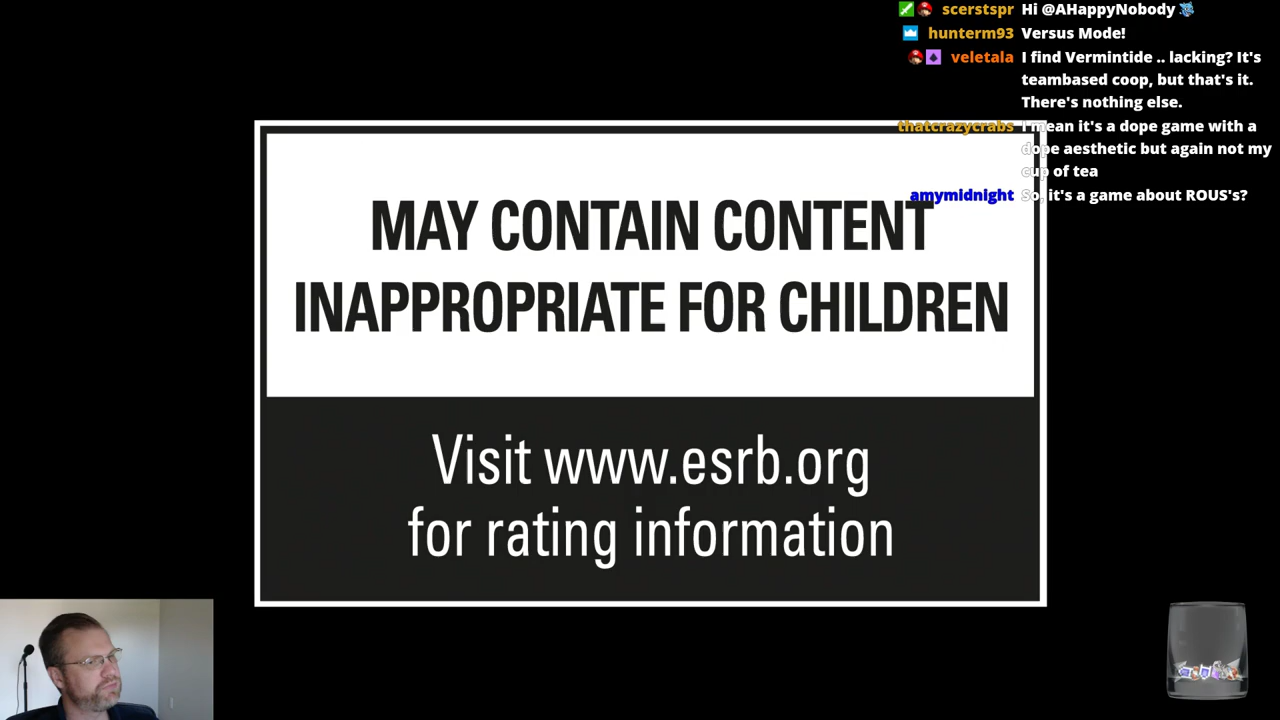 scerstspr Hi @AHappyNobody
hunterm93 Versus Mode!
veletala I find Vermintide .. lacking? It's
teambased coop, but that's it.
There's nothing else.
thatcrazycrabs I mean it's a dope game with a
dope aesthetic but again not my
cup of tea
amymidnight So, it's a game about ROUS's?
MAY CONTAIN CONTENT
INAPPROPRIATE FOR CHILDREN
Visit www.esrb.org
for rating information